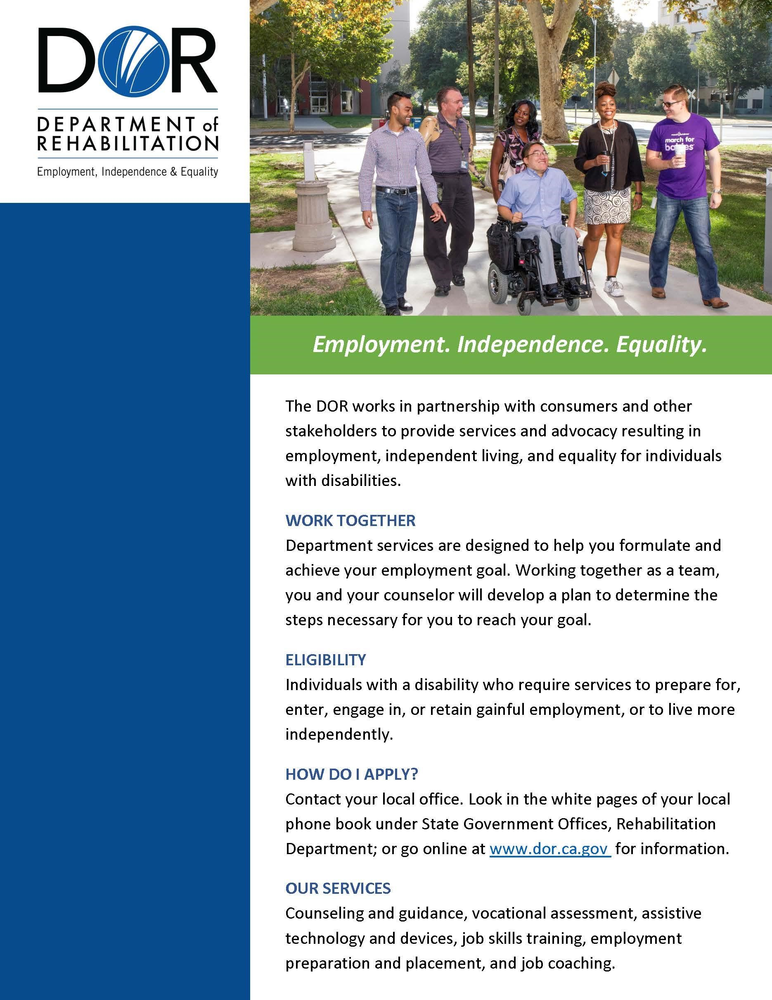 DOR
DEPARTMENT of
REHABILITATION
Employment, Independence & Equality
march for
Employment. Independence. Equality.
The DOR works in partnership with consumers and other
stakeholders to provide services and advocacy resulting in
employment, independent living, and equality for individuals
with disabilities.
WORK TOGETHER
Department services are designed to help you formulate and
achieve your employment goal. Working together as a team,
you and your counselor will develop a plan to determine the
steps necessary for you to reach your goal.
ELIGIBILITY
Individuals with a disability who require services to prepare for,
enter, engage in, or retain gainful employment, or to live more
independently.
HOW DO I APPLY?
Contact your local office. Look in the white pages of your local
phone book under State Government Offices, Rehabilitation
Department; or go online at www.dor.ca.gov for information.
OUR SERVICES
Counseling and guidance, vocational assessment, assistive
technology and devices, job skills training, employment
preparation and placement, and job coaching.